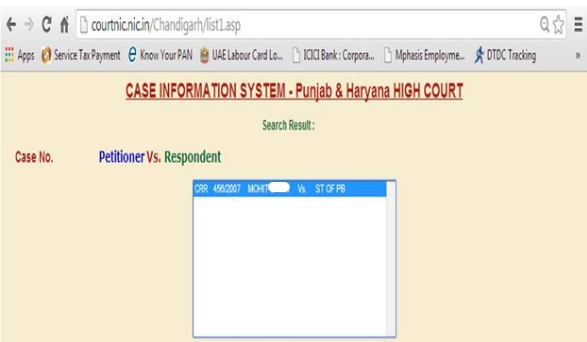 courtnic.nic.in/Chandigarh/list1.asp
Apps Service Tax Payment Know Your PAN UAE Labour Card Lo... ICICI Bank : Corpora... Mphasis Employme... DTDC Tracking »
CASE INFORMATION SYSTEM - Punjab & Haryana HIGH COURT
Search Result :
Case No. Petitioner Vs. Respondent
CRR 456/2007 MOHIT Vs. ST OF PB